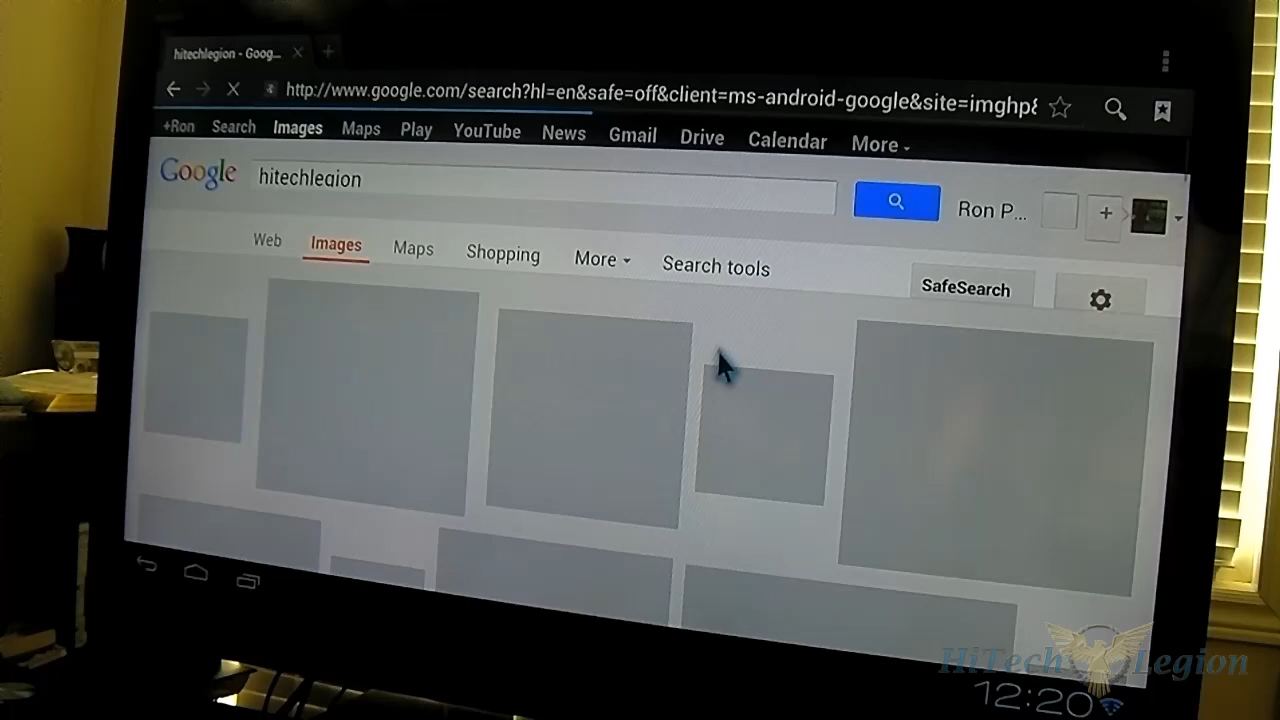 hitechlegion - Goog...
http://www.google.com/search?hl=en&safe=off&client=ms-android-google&site=imghp&
+Ron Search Images Maps Play YouTube News Gmail Drive Calendar More
Google hitechlegion Ron P... +
Web Images Maps Shopping More Search tools
SafeSearch
HiTech Legion
12:20